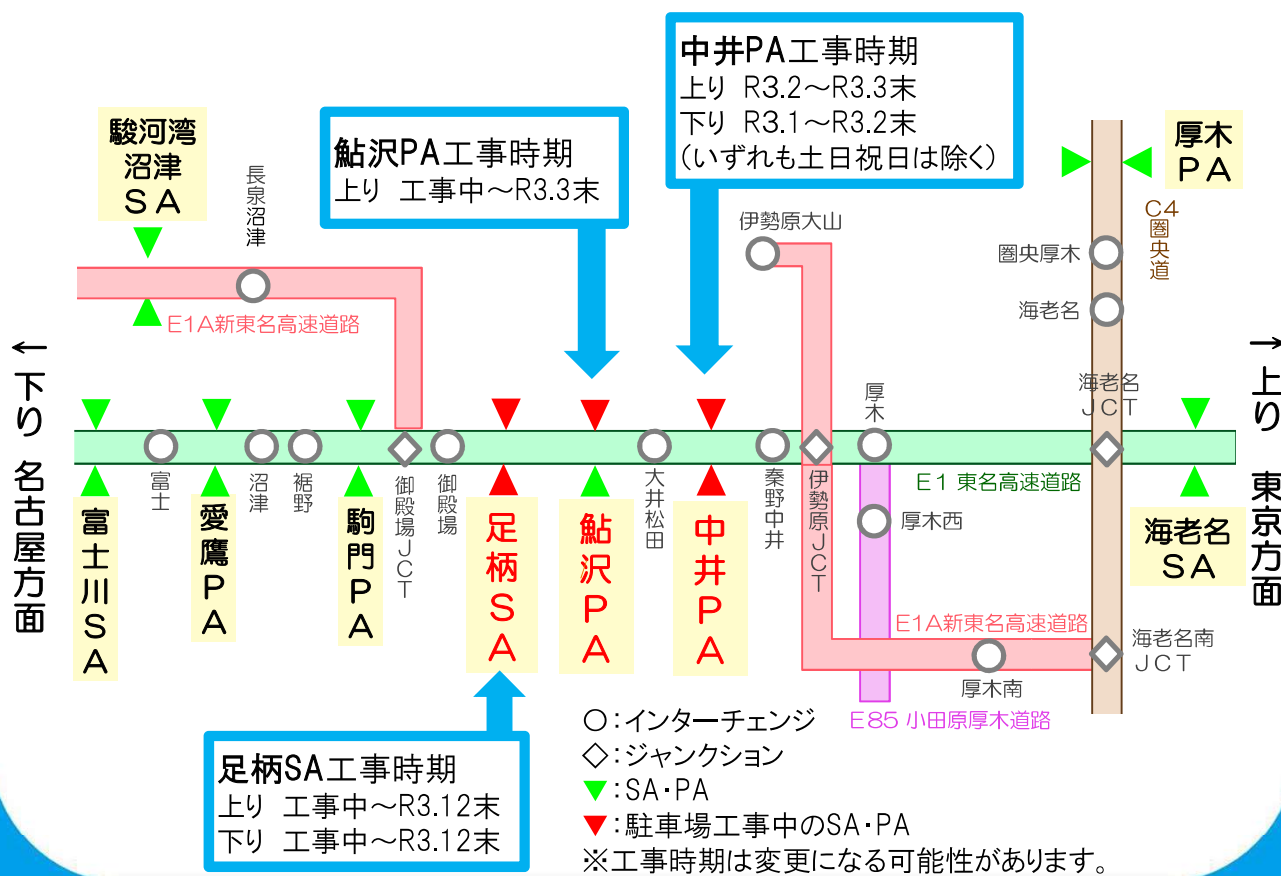 中井PA工事時期
上り R3.2～R3.3末
下り R3.1～R3.2末
(いずれも土日祝日は除く)
鮎沢PA工事時期
上り 工事中～R3.3末
駿河湾
沼津
SA
長泉沼津
E1A新東名高速道路
伊勢原大山
厚木
PA
C4
圏央道
圏央厚木
海老名
海老名
JCT
←下り 名古屋方面
→上り 東京方面
厚木
富士
沼津
裾野
御殿場JCT
御殿場
大井松田
秦野中井
伊勢原JCT
E1 東名高速道路
富士川SA
愛鷹PA
駒門PA
足柄SA
鮎沢PA
中井PA
厚木西
海老名
SA
E1A新東名高速道路
海老名南
JCT
厚木南
E85 小田原厚木道路
足柄SA工事時期
上り 工事中～R3.12末
下り 工事中～R3.12末
○:インターチェンジ
◇:ジャンクション
▼:SA・PA
▼:駐車場工事中のSA・PA
※工事時期は変更になる可能性があります。